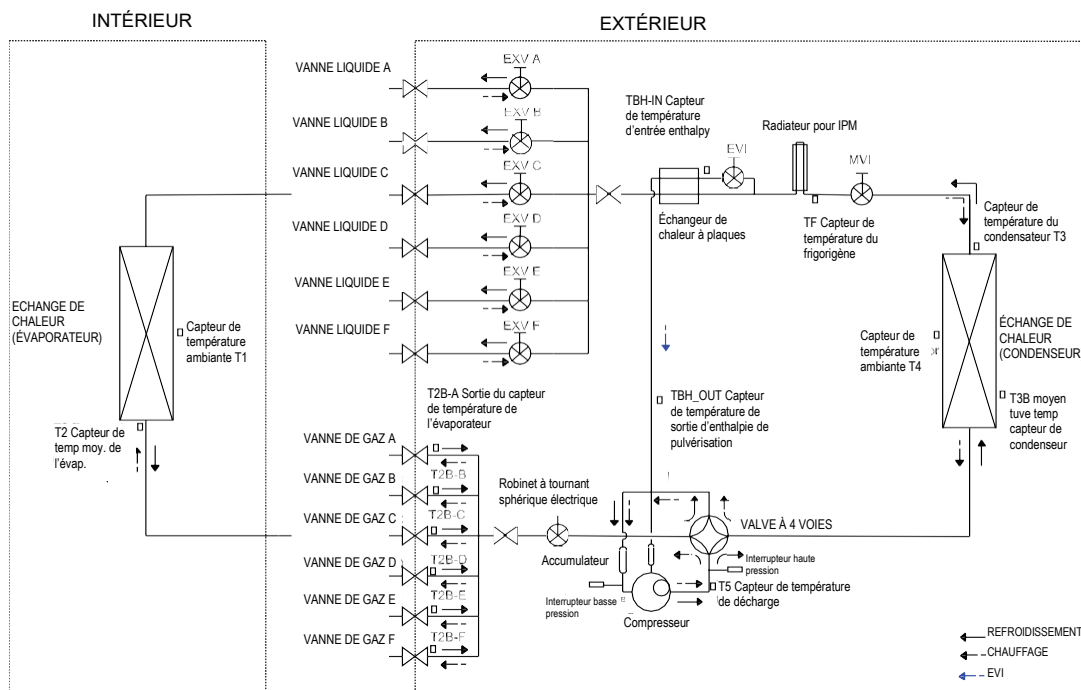 INTÉRIEUR
EXTÉRIEUR
VANNE LIQUIDE A
EXV A
VANNE LIQUIDE B
EXV B
VANNE LIQUIDE C
EXV C
VANNE LIQUIDE D
EXV D
VANNE LIQUIDE E
EXV E
VANNE LIQUIDE F
EXV F
TBH-IN Capteur
de température
d'entrée enthalpy
EVI
Radiateur pour IPM
MVI
Échangeur de
chaleur à plaques
TF Capteur de
température du
frigorigène
Capteur de
température du
condensateur T3
ECHANGE DE
CHALEUR
(ÉVAPORATEUR)
Capteur de
température
ambiante T1
Capteur de
température
ambiante T4
ÉCHANGE DE
CHALEUR
(CONDENSEUR
T3B moyen
tuve temp
capteur de
condenseur
T2 Capteur de
temp moy. de
l'évap.
T2B-A Sortie du capteur
de température de
l'évaporateur
TBH_OUT Capteur
de température de
sortie d'enthalpie de
pulvérisation
VANNE DE GAZ A
VANNE DE GAZ B
T2B-B
VANNE DE GAZ C
T2B-C
VANNE DE GAZ D
T2B-D
VANNE DE GAZ E
T2B-E
VANNE DE GAZ F
T2B-F
Robinet à tournant
sphérique électrique
Accumulateur
VALVE À 4 VOIES
Interrupteur haute
pression
Interrupteur basse
pression
T5 Capteur de température
de décharge
Compresseur
REFROIDISSEMENT
CHAUFFAGE
EVI